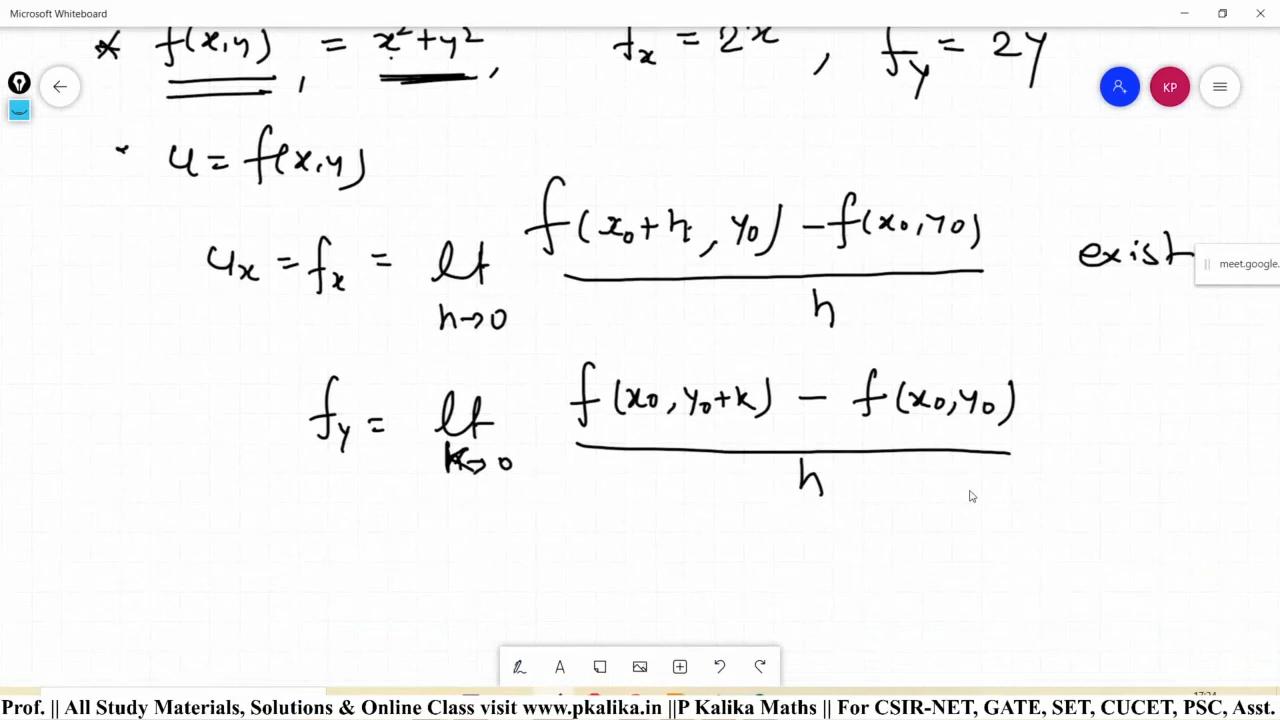 Microsoft Whiteboard
* f(x,y) = x²+y², fx = 2x, fy = 2y
KP
u = f(x,y)
ux = fx = lt h→0 f(x0+h, y0) – f(x0,y0) / h exist
meet.google.
fy = lt k→0 f(x0,y0+k) – f(x0,y0) / h
Prof. || All Study Materials, Solutions & Online Class visit www.pkalika.in ||P Kalika Maths || For CSIR-NET, GATE, SET, CUCET, PSC, Asst.